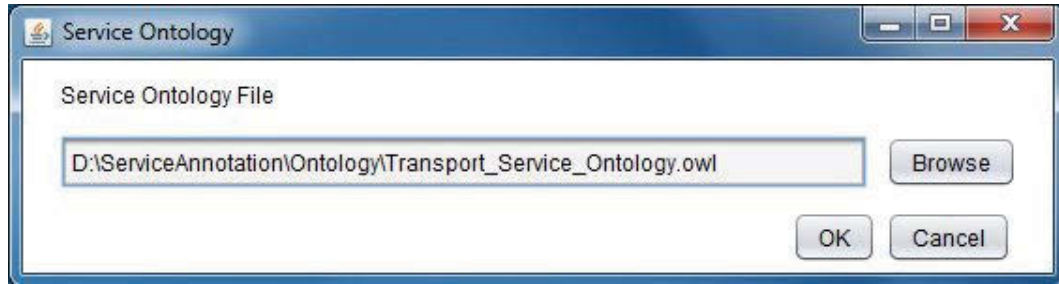 Service Ontology
Service Ontology File
D:\ServiceAnnotation\Ontology\Transport_Service_Ontology.owl
Browse
OK
Cancel